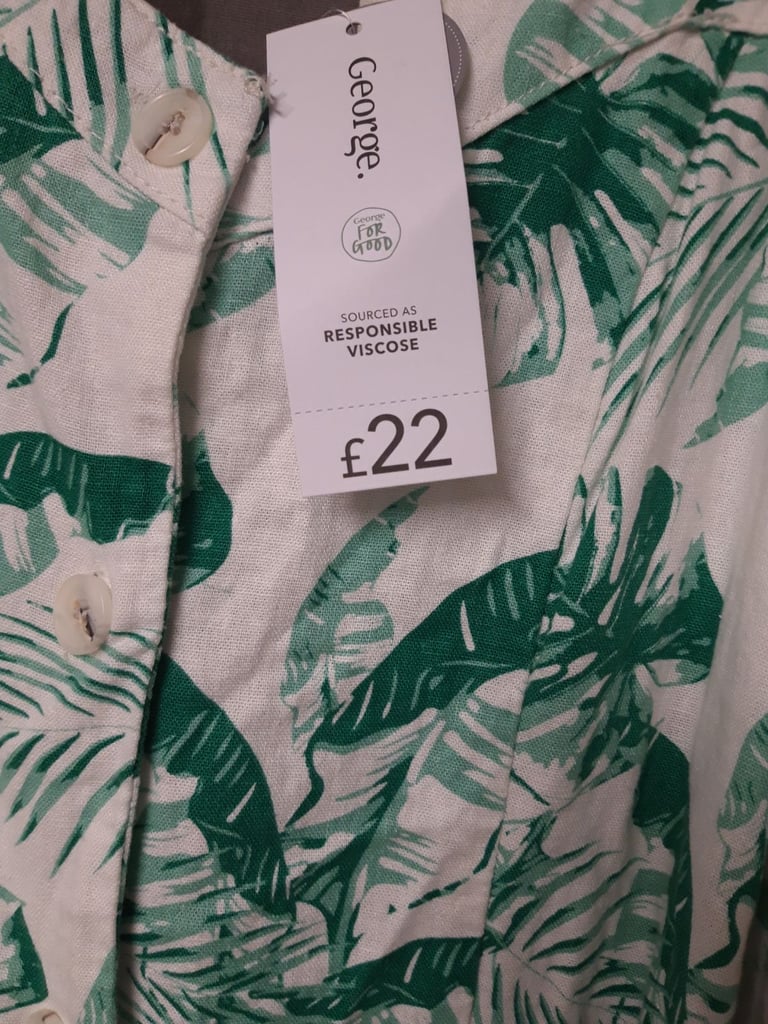 George.
George
FOR
GOOD
SOURCED AS
RESPONSIBLE
VISCOSE
£22